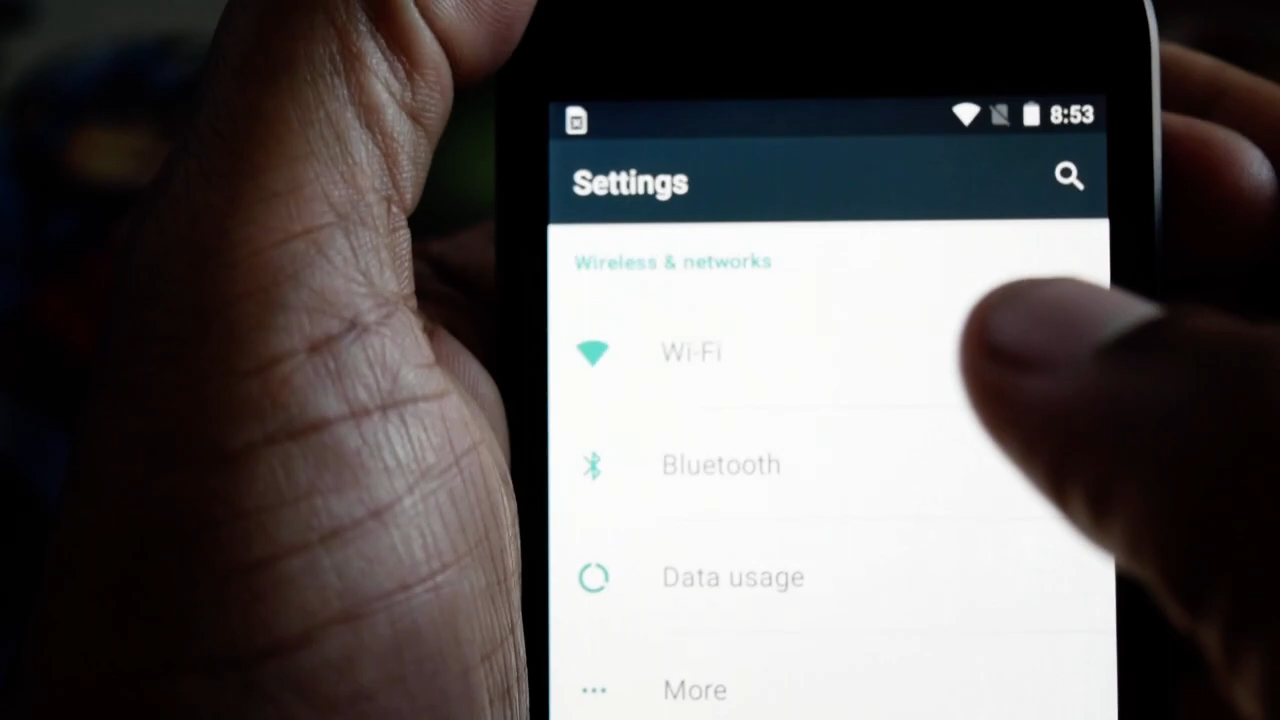 8:53
Settings
Wireless & networks
Wi-Fi
Bluetooth
Data usage
More